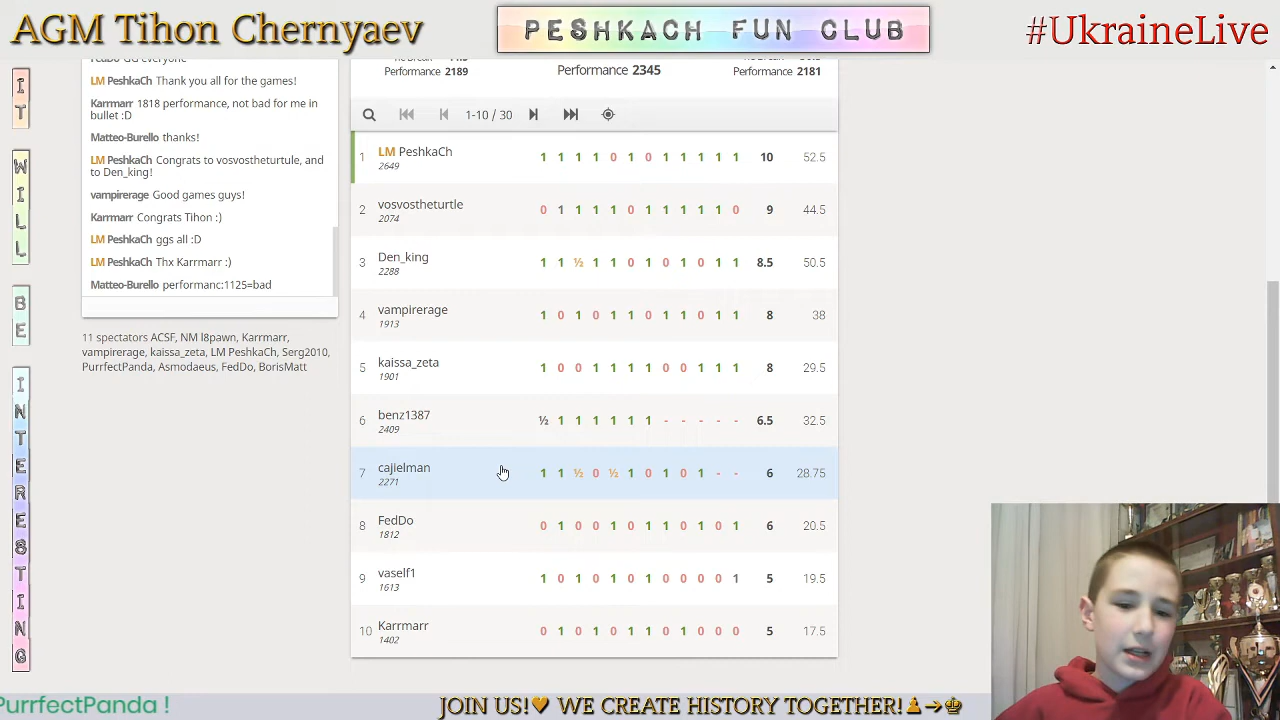 AGM Tihon Chernyaev
PESHKACH FUN CLUB
#UkraineLive
IT
WILL
BE
INTERESTING
LM PeshkaCh Thank you all for the games!
Karrmarr 1818 performance, not bad for me in
bullet :D
Matteo-Burello thanks!
LM PeshkaCh Congrats to vosvostheturtule, and
to Den_king!
vampirerage Good games guys!
Karrmarr Congrats Tihon :)
LM PeshkaCh ggs all :D
LM PeshkaCh Thx Karrmarr :)
Matteo-Burello performanc:1125=bad
11 spectators ACSF, NM l8pawn, Karrmarr,
vampirerage, kaissa_zeta, LM PeshkaCh, Serg2010,
PurrfectPanda, Asmodaeus, FedDo, BorisMatt
Performance 2189
Performance 2345
Performance 2181
1-10 / 30
1 LM PeshkaCh 1 1 1 1 0 1 0 1 1 1 1 1 10 52.5
2649
2 vosvostheturtle 0 1 1 1 1 0 1 1 1 1 1 0 9 44.5
2074
3 Den_king 1 1 ½ 1 1 0 1 0 1 0 1 1 8.5 50.5
2288
4 vampirerage 1 0 1 0 1 1 0 1 1 0 1 1 8 38
1913
5 kaissa_zeta 1 0 0 1 1 1 1 0 0 1 1 1 8 29.5
1901
6 benz1387 ½ 1 1 1 1 1 1 - - - - - 6.5 32.5
2409
7 cajielman 1 1 ½ 0 ½ 1 0 1 0 1 - - 6 28.75
2271
8 FedDo 0 1 0 0 1 0 1 1 0 1 0 1 6 20.5
1812
9 vaself1 1 0 1 0 1 0 1 0 0 0 0 1 5 19.5
1613
10 Karrmarr 0 1 0 1 0 1 1 0 1 0 0 0 5 17.5
1402
PurrfectPanda !
JOIN US!♥ WE CREATE HISTORY TOGETHER!♟→♔